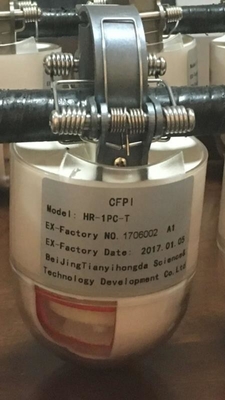 CFPI
Model: HR-1PC-T
EX-Factory NO. 1706002 A1
EX-Factory Date: 2017.01.05
BeiJingTianyihongda Science&
Technology Development Co.Ltd